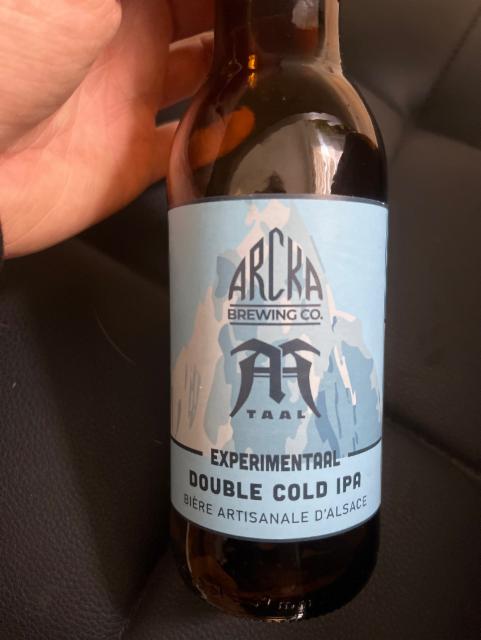 ARCKA
BREWING CO.
TAAL
EXPERIMENTAAL
DOUBLE COLD IPA
BIÈRE ARTISANALE D'ALSACE